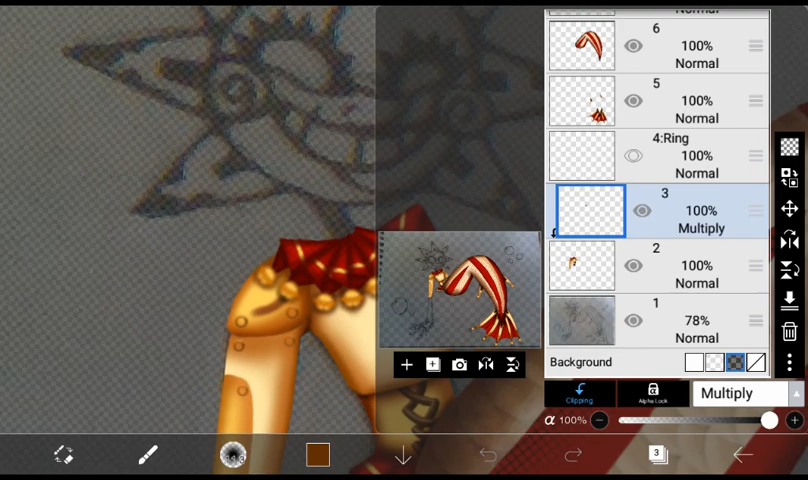 Normal
6
100%
Normal
5
100%
Normal
4:Ring
100%
Normal
3
100%
Multiply
2
100%
Normal
1
78%
Normal
Background
Clipping
Alpha Lock
Multiply
α 100%
3